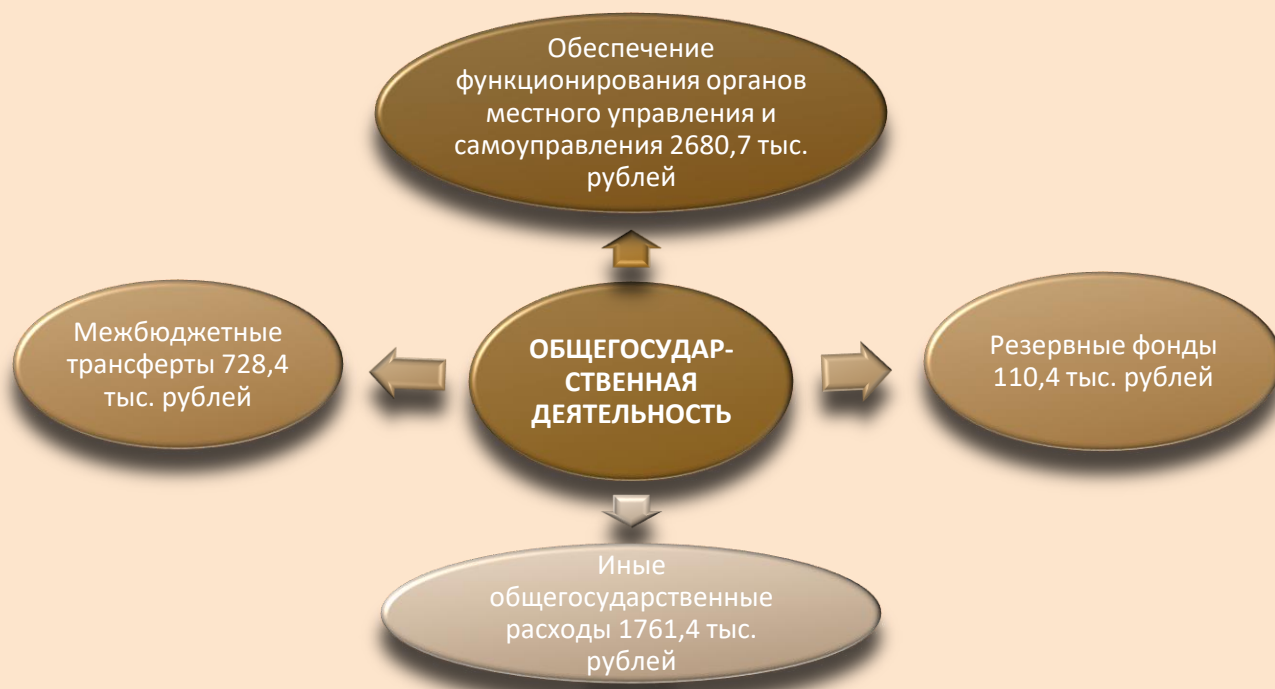 Обеспечение
функционирования органов
местного управления и
самоуправления 2680,7 тыс.
рублей
Межбюджетные
трансферты 728,4
тыс. рублей
ОБЩЕГОСУДАР-
СТВЕННАЯ
ДЕЯТЕЛЬНОСТЬ
Резервные фонды
110,4 тыс. рублей
Иные
общегосударственные
расходы 1761,4 тыс.
рублей